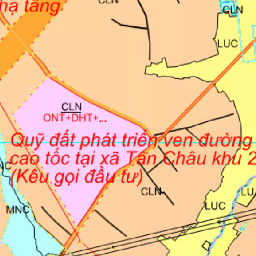 hạ tầng
CLN
LUC
CLN
ONT+DHT+...
Quỹ đất phát triển ven đường
cao tốc tại xã Tân Châu khu 2
(Kêu gọi đầu tư)
CLN
CLN
LUC
MNC
LUC